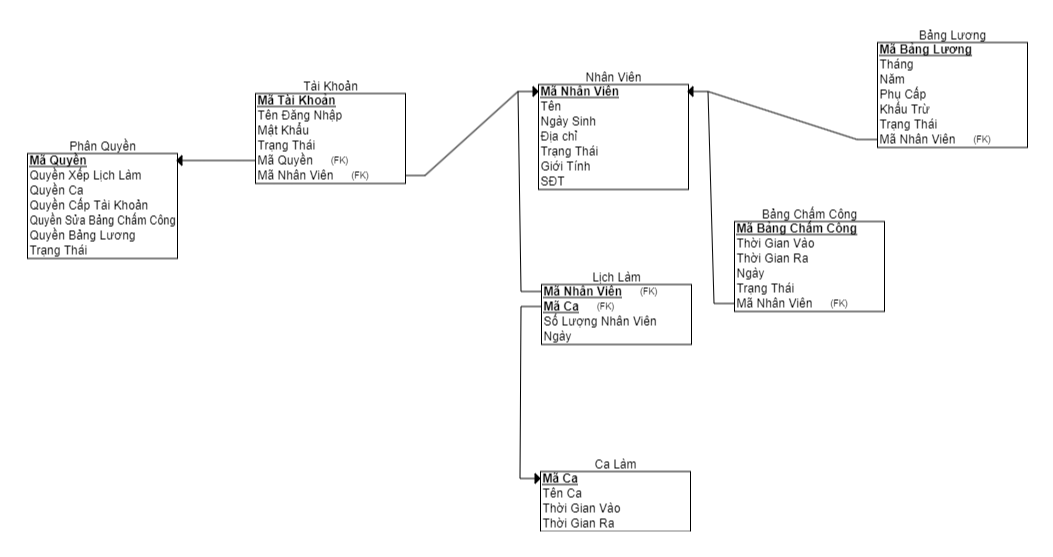 Phân Quyền
Mã Quyền
Quyền Xếp Lịch Làm
Quyền Ca
Quyền Cấp Tài Khoản
Quyền Sửa Bảng Chấm Công
Quyền Bảng Lương
Trạng Thái
Tài Khoản
Mã Tài Khoản
Tên Đăng Nhập
Mật Khẩu
Trạng Thái
Mã Quyền (FK)
Mã Nhân Viên (FK)
Nhân Viên
Mã Nhân Viên
Tên
Ngày Sinh
Địa chỉ
Trạng Thái
Giới Tính
SĐT
Lịch Làm
Mã Nhân Viên (FK)
Mã Ca (FK)
Số Lượng Nhân Viên
Ngày
Ca Làm
Mã Ca
Tên Ca
Thời Gian Vào
Thời Gian Ra
Bảng Lương
Mã Bảng Lương
Tháng
Năm
Phụ Cấp
Khấu Trừ
Trạng Thái
Mã Nhân Viên (FK)
Bảng Chấm Công
Mã Bảng Chấm Công
Thời Gian Vào
Thời Gian Ra
Ngày
Trạng Thái
Mã Nhân Viên (FK)